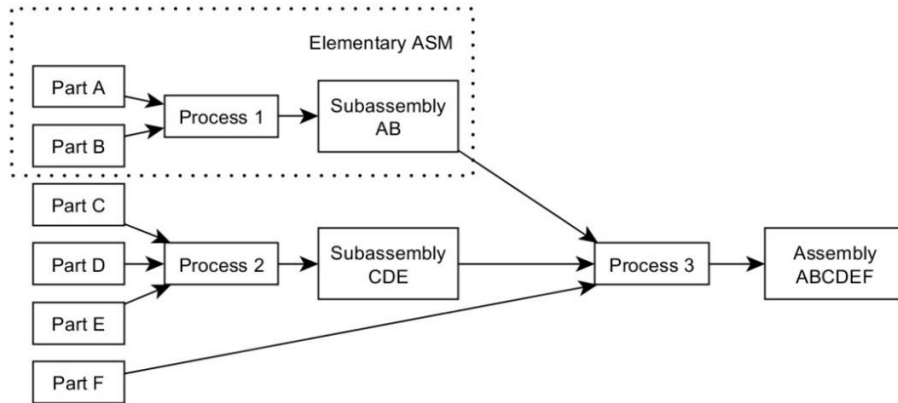 Elementary ASM
Part A
Process 1
Subassembly
AB
Part B
Part C
Part D
Process 2
Subassembly
CDE
Process 3
Assembly
ABCDEF
Part E
Part F